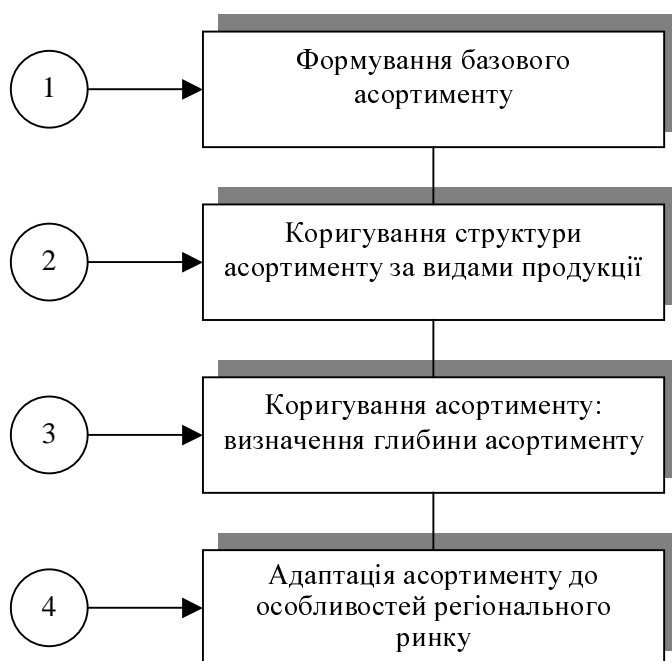 1
Формування базового
асортименту
2
Коригування структури
асортименту за видами продукції
3
Коригування асортименту:
визначення глибини асортименту
4
Адаптація асортименту до
особливостей регіонального
ринку